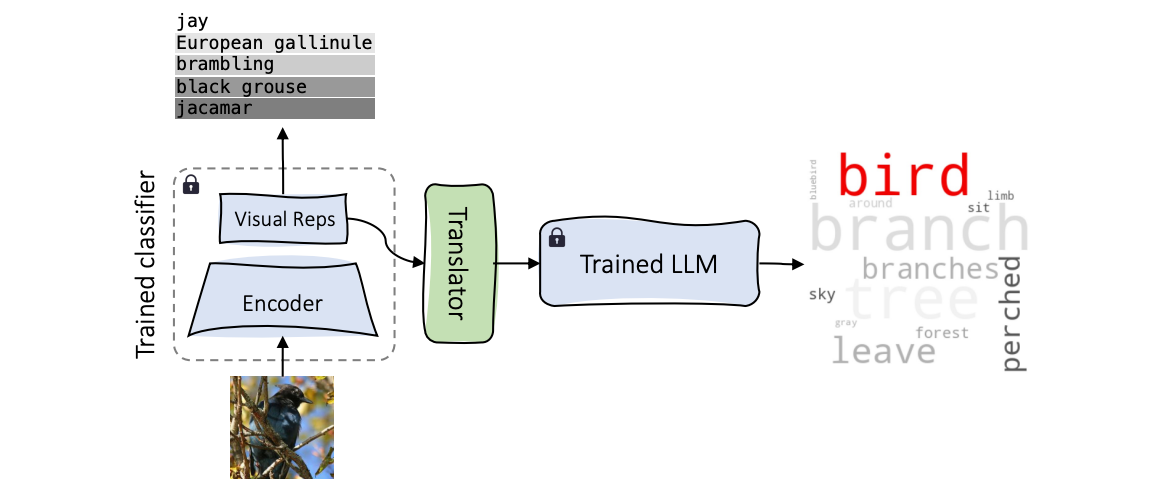 jay
European gallinule
brambling
black grouse
jacamar
Trained classifier
Visual Reps
Encoder
Translator
Trained LLM
bluebird
bird
limb
around
sit
branch
branches
sky
tree
perched
gray
forest
leave